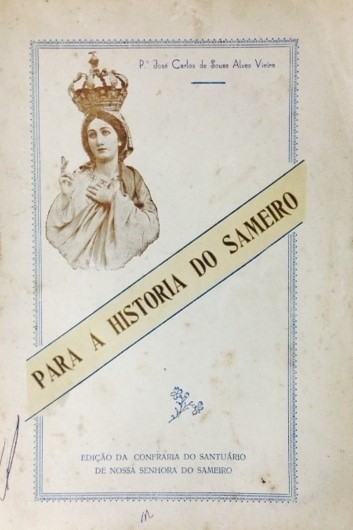 P.e José Carlos de Sousa Alves Vieira
PARA A HISTORIA DO SAMEIRO
EDIÇÃO DA CONFRARIA DO SANTUÁRIO
DE NOSSA SENHORA DO SAMEIRO